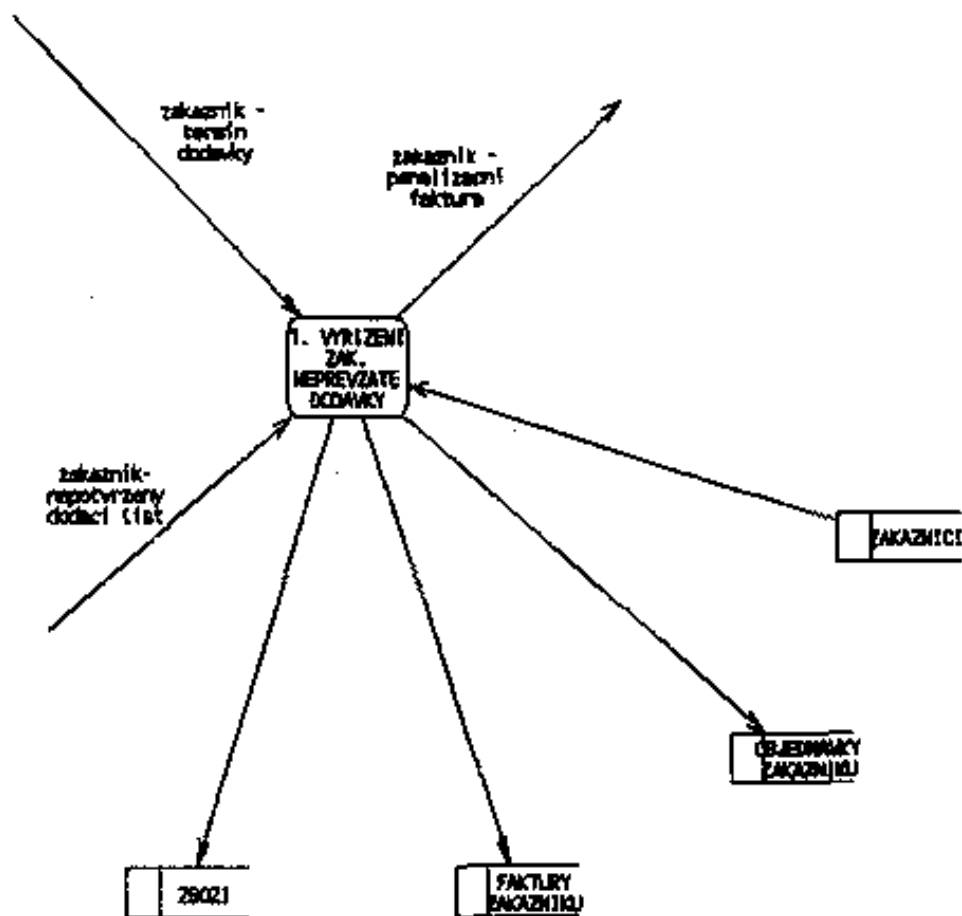 zakaznik -
termin
dodavky
zakaznik -
penalizacni
faktura
1. VYRIZENI
ZAK.
NEPREVZATE
DODAVKY
zakaznik-
nepotvrzeny
dodaci list
ZAKAZNICI
OBJEDNAVKY
ZAKAZNIKU
ZBOZI
FAKTURY
ZAKAZNIKU